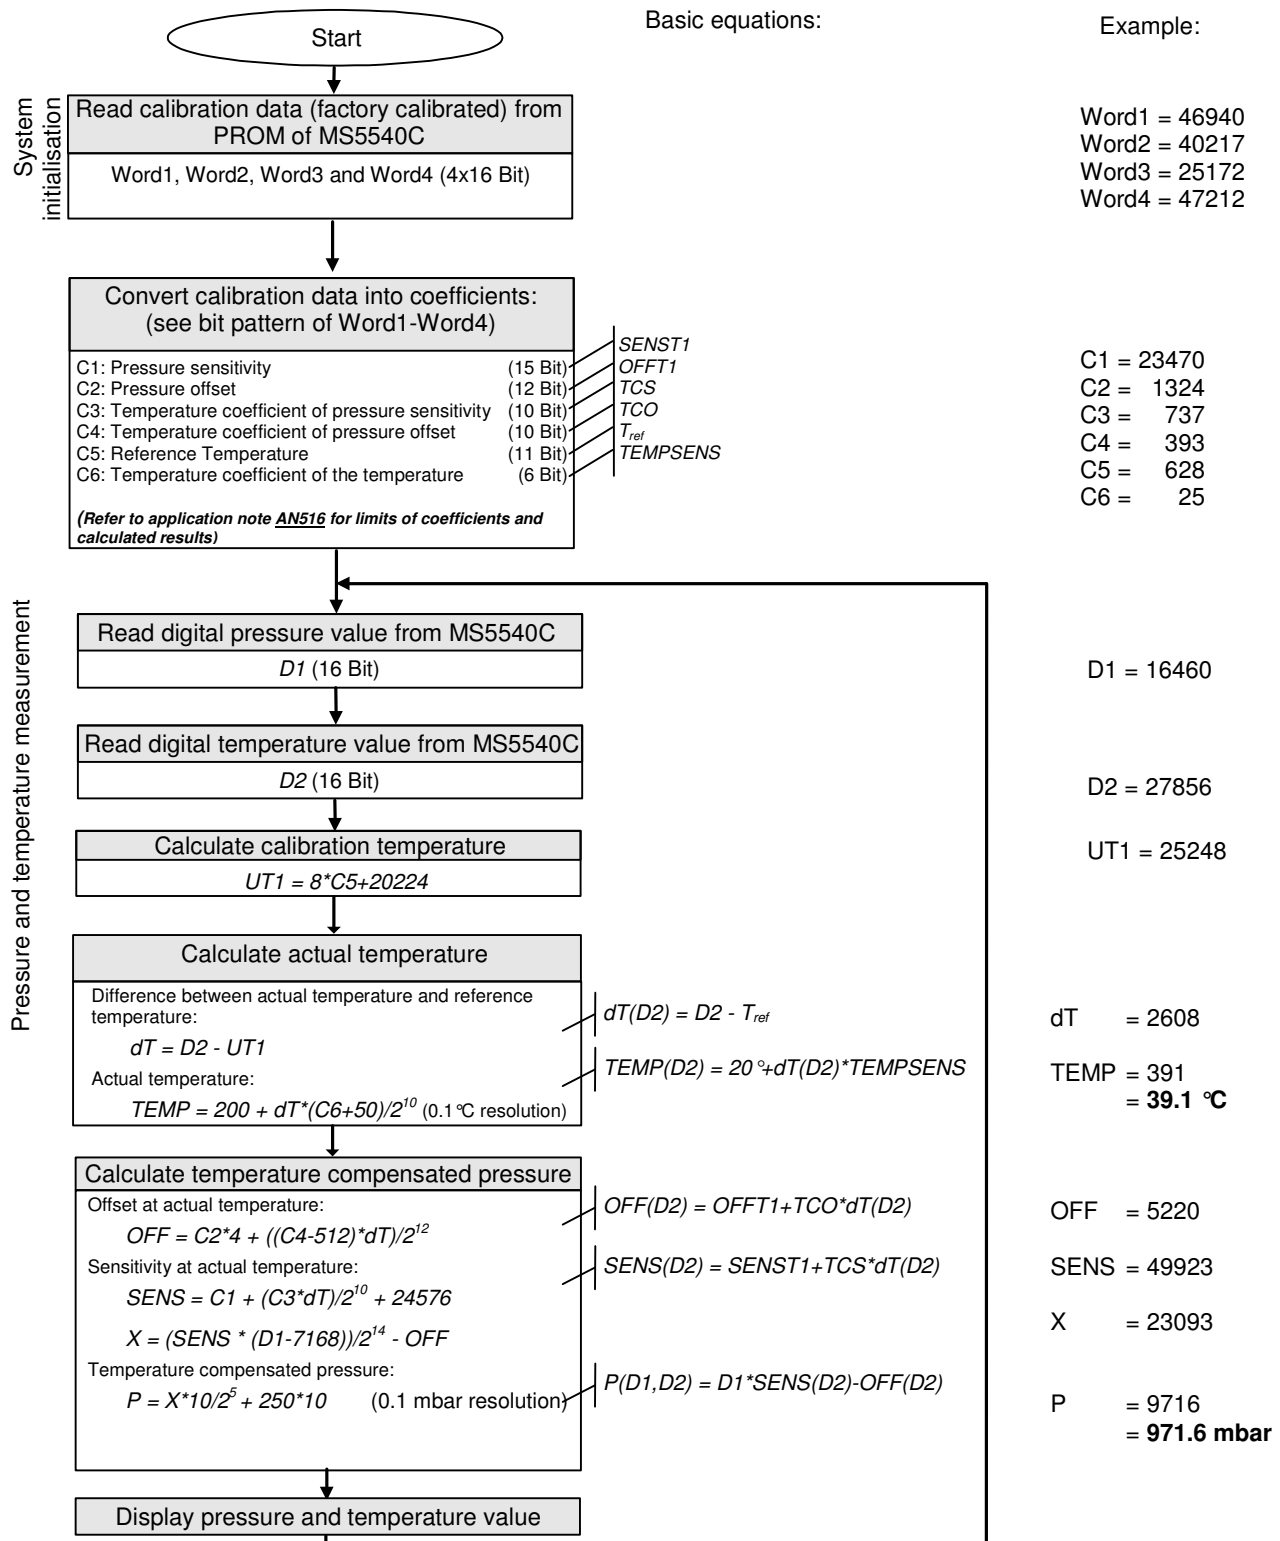 Basic equations:
Example:
Start
System
initialisation
Read calibration data (factory calibrated) from
PROM of MS5540C
Word1, Word2, Word3 and Word4 (4x16 Bit)
Word1 = 46940
Word2 = 40217
Word3 = 25172
Word4 = 47212
Convert calibration data into coefficients:
(see bit pattern of Word1-Word4)
C1: Pressure sensitivity (15 Bit) SENST1
C2: Pressure offset (12 Bit) OFFT1
C3: Temperature coefficient of pressure sensitivity (10 Bit) TCS
C4: Temperature coefficient of pressure offset (10 Bit) TCO
C5: Reference Temperature (11 Bit) Tref
C6: Temperature coefficient of the temperature (6 Bit) TEMPSENS
(Refer to application note AN516 for limits of coefficients and
calculated results)
C1 = 23470
C2 = 1324
C3 = 737
C4 = 393
C5 = 628
C6 = 25
Pressure and temperature measurement
Read digital pressure value from MS5540C
D1 (16 Bit)
D1 = 16460
Read digital temperature value from MS5540C
D2 (16 Bit)
D2 = 27856
Calculate calibration temperature
UT1 = 8*C5+20224
UT1 = 25248
Calculate actual temperature
Difference between actual temperature and reference
temperature:
dT = D2 - UT1
dT(D2) = D2 - Tref
dT = 2608
Actual temperature:
TEMP = 200 + dT*(C6+50)/2^10 (0.1°C resolution)
TEMP(D2) = 20°+dT(D2)*TEMPSENS
TEMP = 391
= 39.1 °C
Calculate temperature compensated pressure
Offset at actual temperature:
OFF = C2*4 + ((C4-512)*dT)/2^12
OFF(D2) = OFFT1+TCO*dT(D2)
OFF = 5220
Sensitivity at actual temperature:
SENS = C1 + (C3*dT)/2^10 + 24576
SENS(D2) = SENST1+TCS*dT(D2)
SENS = 49923
X = (SENS * (D1-7168))/2^14 - OFF
X = 23093
Temperature compensated pressure:
P = X*10/2^5 + 250*10 (0.1 mbar resolution)
P(D1,D2) = D1*SENS(D2)-OFF(D2)
P = 9716
= 971.6 mbar
Display pressure and temperature value